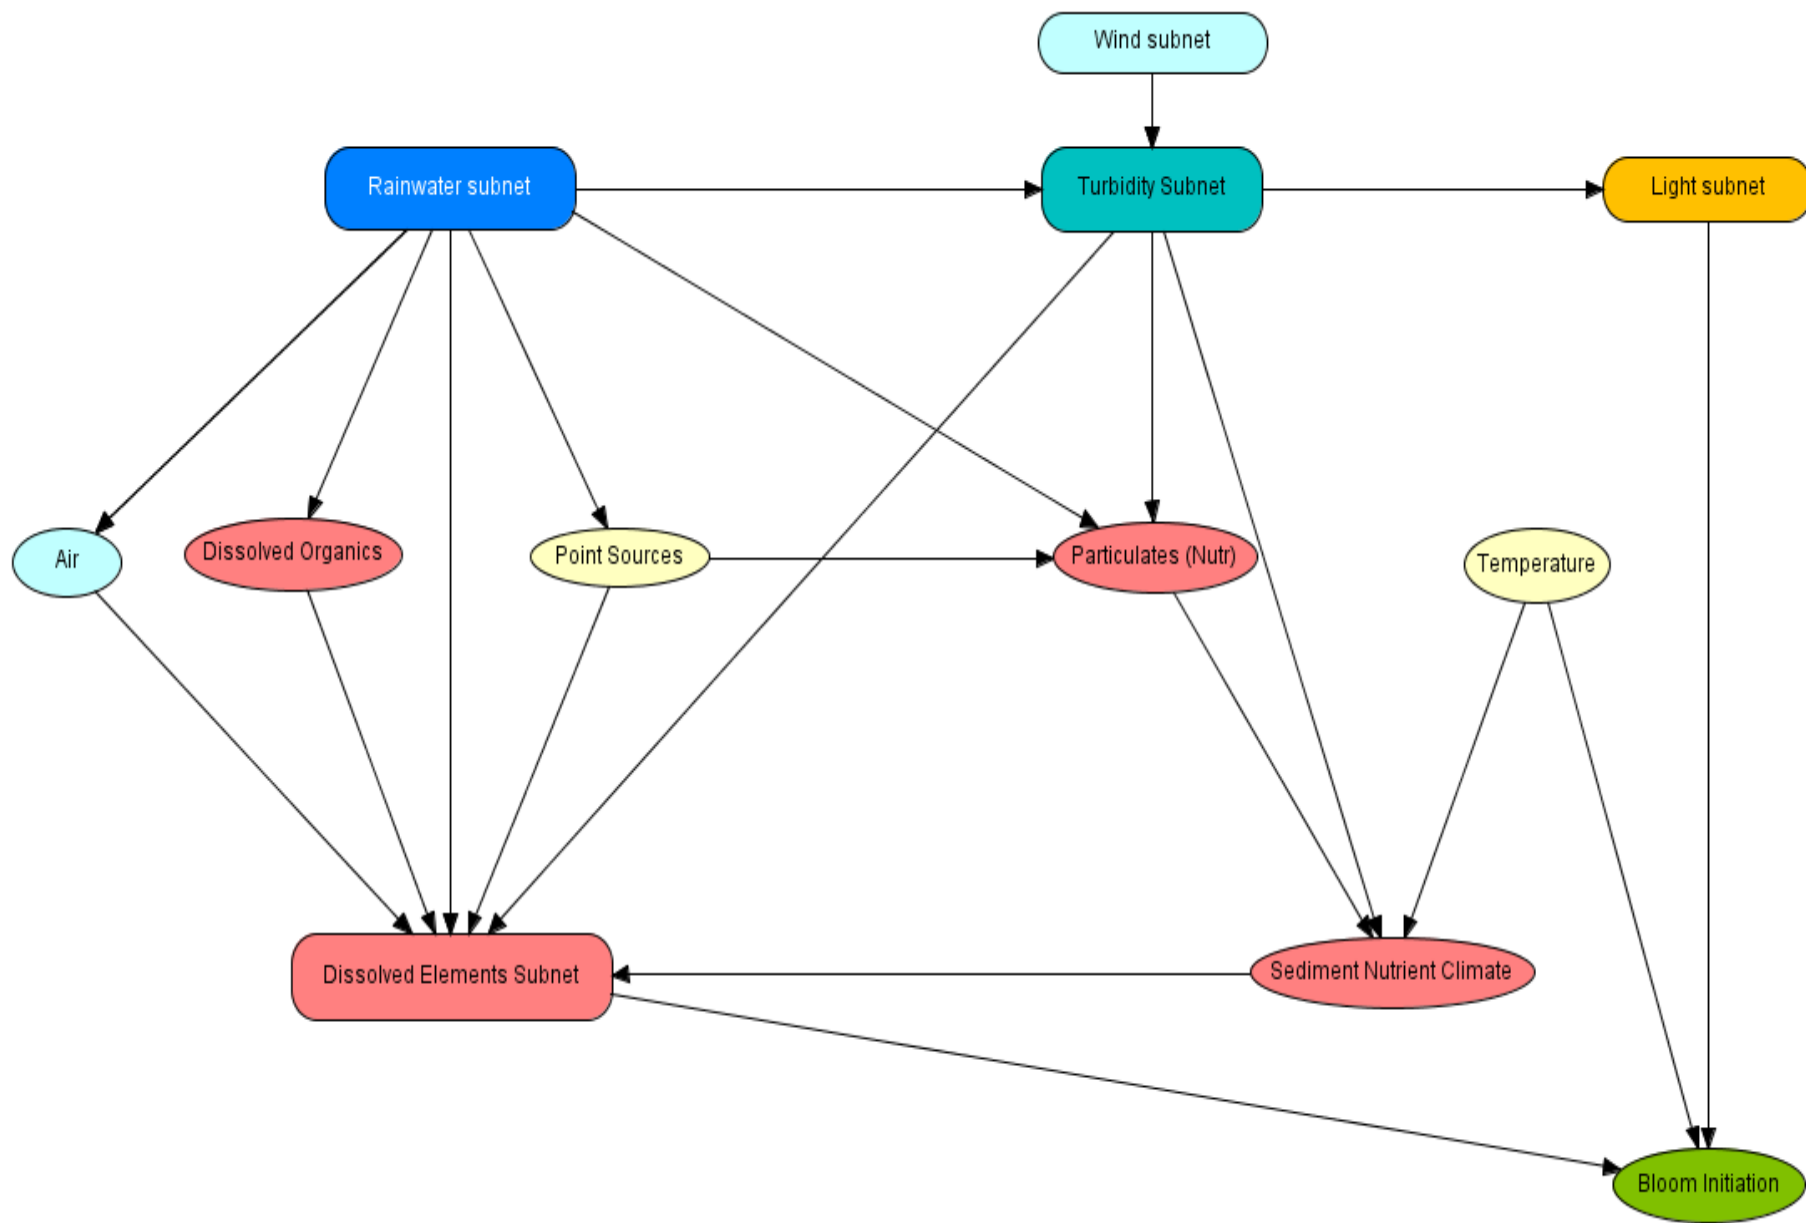 Wind subnet
Rainwater subnet
Turbidity Subnet
Light subnet
Air
Dissolved Organics
Point Sources
Particulates (Nutr)
Temperature
Dissolved Elements Subnet
Sediment Nutrient Climate
Bloom Initiation